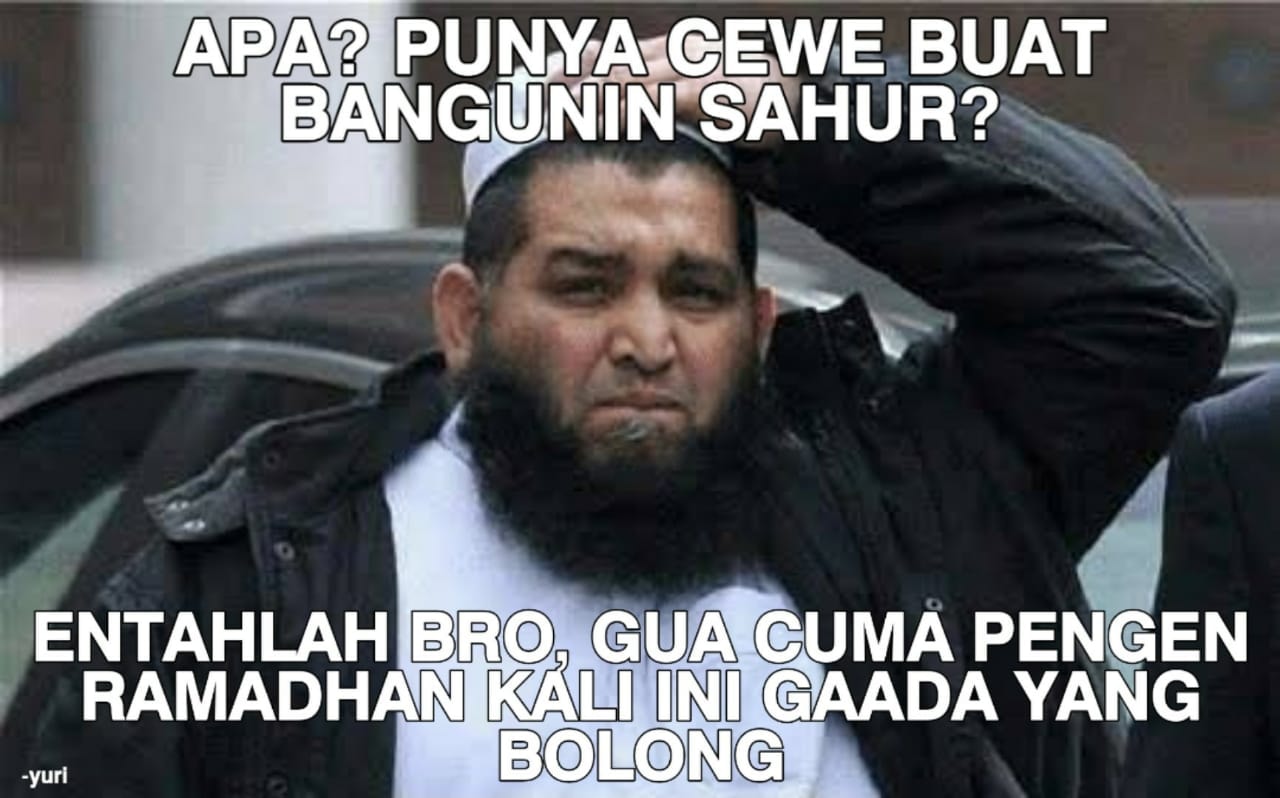 APA? PUNYA CEWE BUAT
BANGUNIN SAHUR?
ENTAHLAH BRO, GUA CUMA PENGEN
RAMADHAN KALI INI GAADA YANG
BOLONG
-yuri